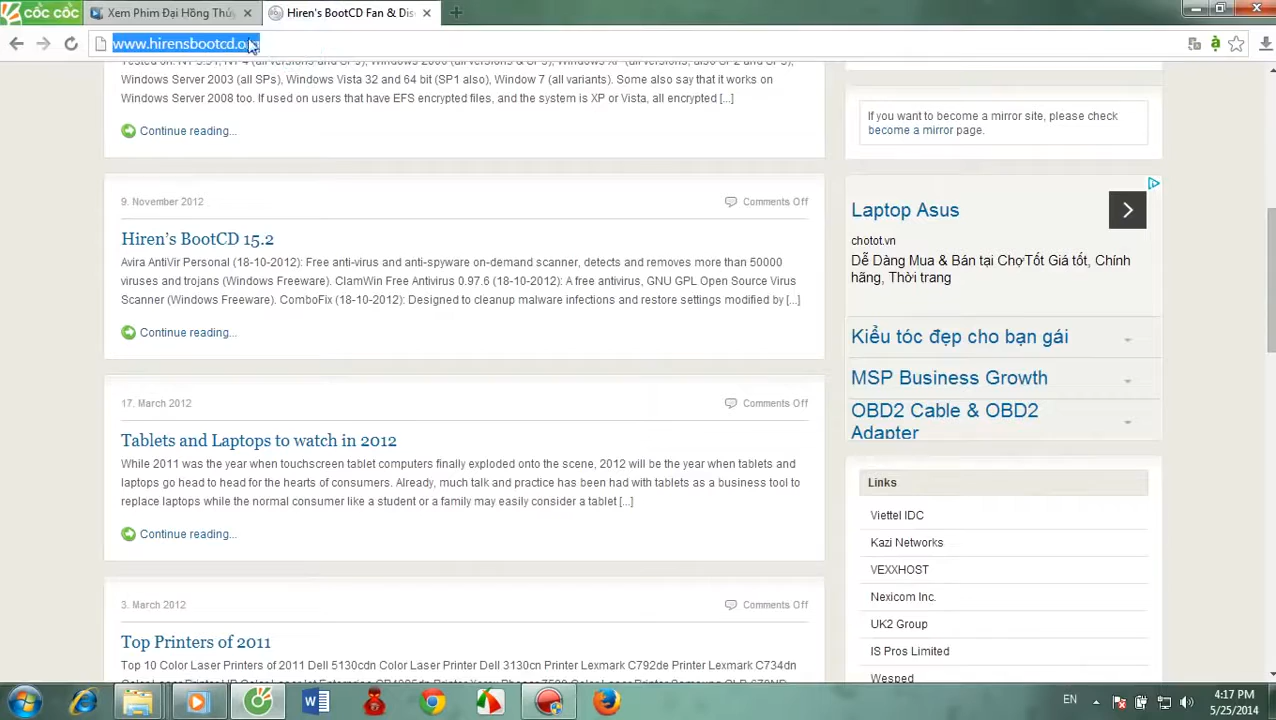 cốc cốc
Xem Phim Đại Hồng Thủy
Hiren's BootCD Fan & Dis
www.hirensbootcd.org
Windows Server 2003 (all SPs), Windows Vista 32 and 64 bit (SP1 also), Window 7 (all variants). Some also say that it works on
Windows Server 2008 too. If used on users that have EFS encrypted files, and the system is XP or Vista, all encrypted [...]
Continue reading...
9. November 2012
Comments Off
Hiren's BootCD 15.2
Avira AntiVir Personal (18-10-2012): Free anti-virus and anti-spyware on-demand scanner, detects and removes more than 50000
viruses and trojans (Windows Freeware). ClamWin Free Antivirus 0.97.6 (18-10-2012): A free antivirus, GNU GPL Open Source Virus
Scanner (Windows Freeware). ComboFix (18-10-2012): Designed to cleanup malware infections and restore settings modified by [...]
Continue reading...
17. March 2012
Comments Off
Tablets and Laptops to watch in 2012
While 2011 was the year when touchscreen tablet computers finally exploded onto the scene, 2012 will be the year when tablets and
laptops go head to head for the hearts of consumers. Already, much talk and practice has been had with tablets as a business tool to
replace laptops while the normal consumer like a student or a family may easily consider a tablet [...]
Continue reading...
3. March 2012
Comments Off
Top Printers of 2011
Top 10 Color Laser Printers of 2011 Dell 5130cdn Color Laser Printer Dell 3130cn Printer Lexmark C792de Printer Lexmark C734dn
If you want to become a mirror site, please check
become a mirror page.
Laptop Asus
chotot.vn
Dễ Dàng Mua & Bán tại ChợTốt Giá tốt, Chính
hãng, Thời trang
Kiểu tóc đẹp cho bạn gái
MSP Business Growth
OBD2 Cable & OBD2
Adapter
Links
Viettel IDC
Kazi Networks
VEXXHOST
Nexicom Inc.
UK2 Group
IS Pros Limited
Wesped
EN
4:17 PM
5/25/2014